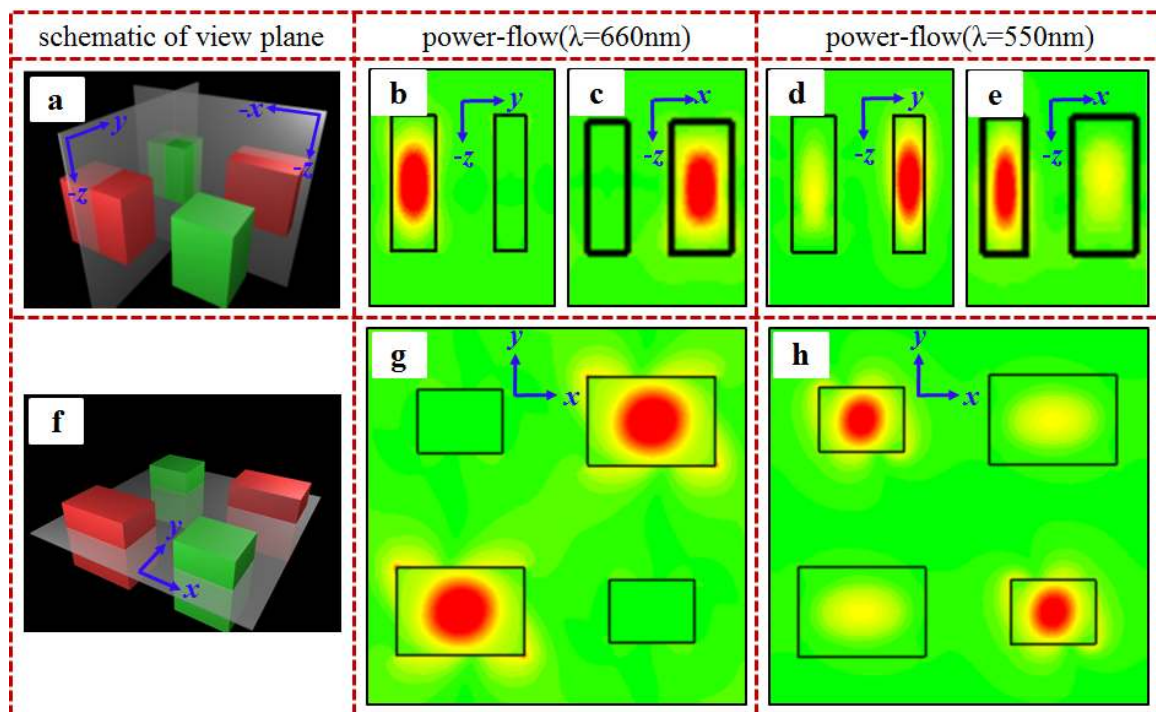 schematic of view plane
power-flow(λ=660nm)
power-flow(λ=550nm)
a
y
-z
-x
-z
b
y
-z
c
x
-z
d
y
-z
e
x
-z
f
y
x
g
y
x
h
y
x